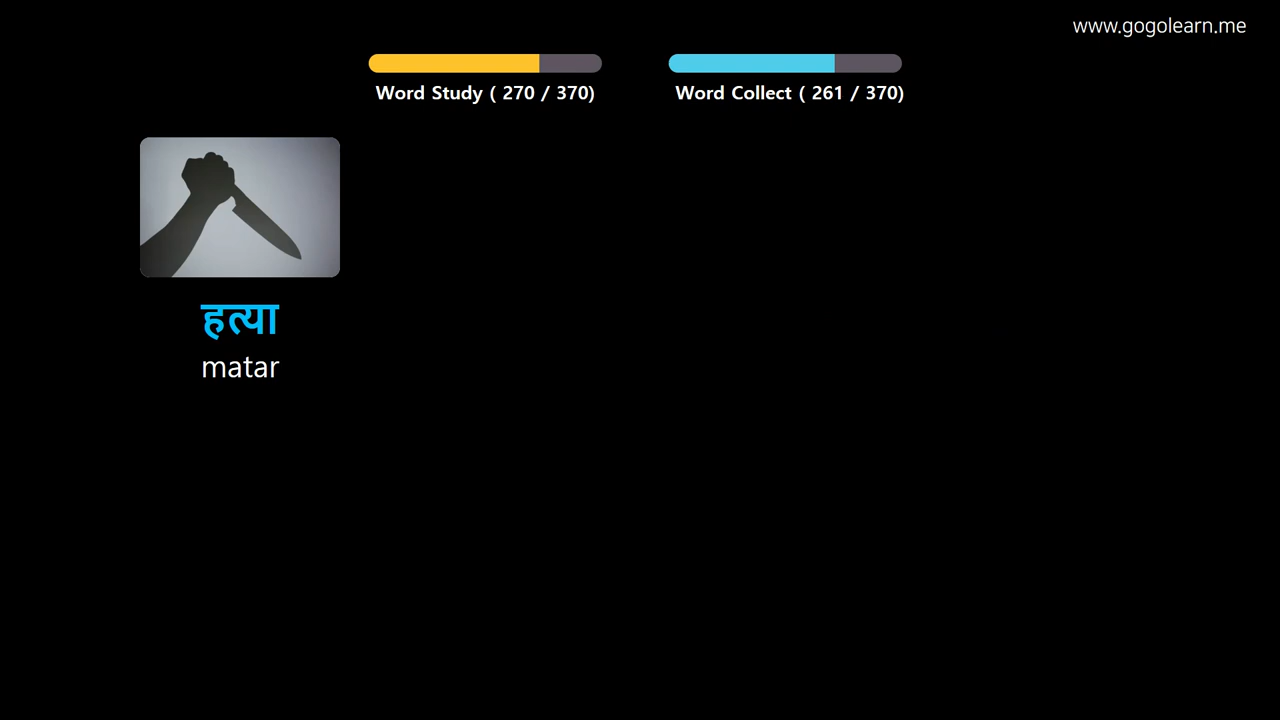 www.gogolearn.me
Word Study ( 270 / 370)
Word Collect ( 261 / 370)
हत्या
matar